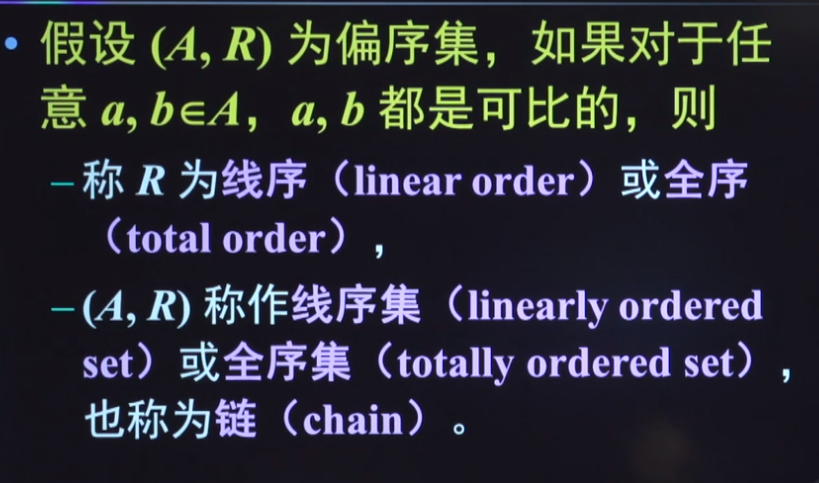 • 假设 (A, R) 为偏序集，如果对于任
意 a, b∈A，a, b 都是可比的，则
–称 R 为线序（linear order）或全序
（total order），
–(A, R) 称作线序集（linearly ordered
set）或全序集（totally ordered set），
也称为链（chain）。